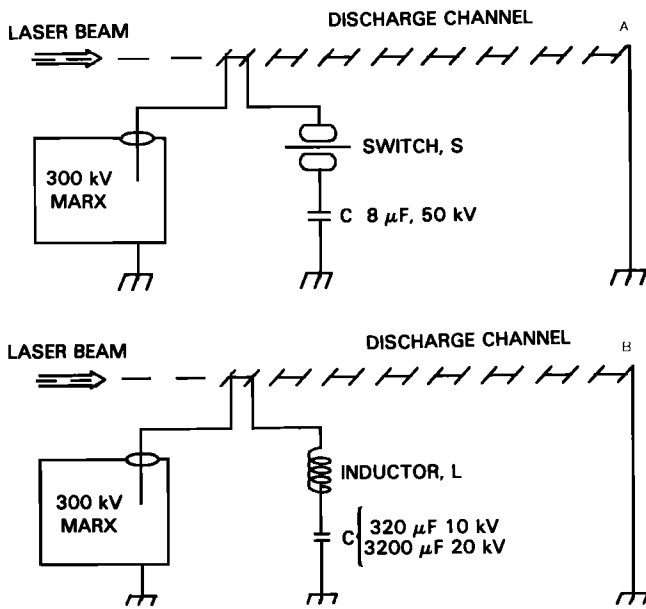 DISCHARGE CHANNEL
A
LASER BEAM
SWITCH, S
300 kV
MARX
C 8 µF, 50 kV
DISCHARGE CHANNEL
B
LASER BEAM
INDUCTOR, L
300 kV
MARX
C { 320 µF 10 kV
3200 µF 20 kV